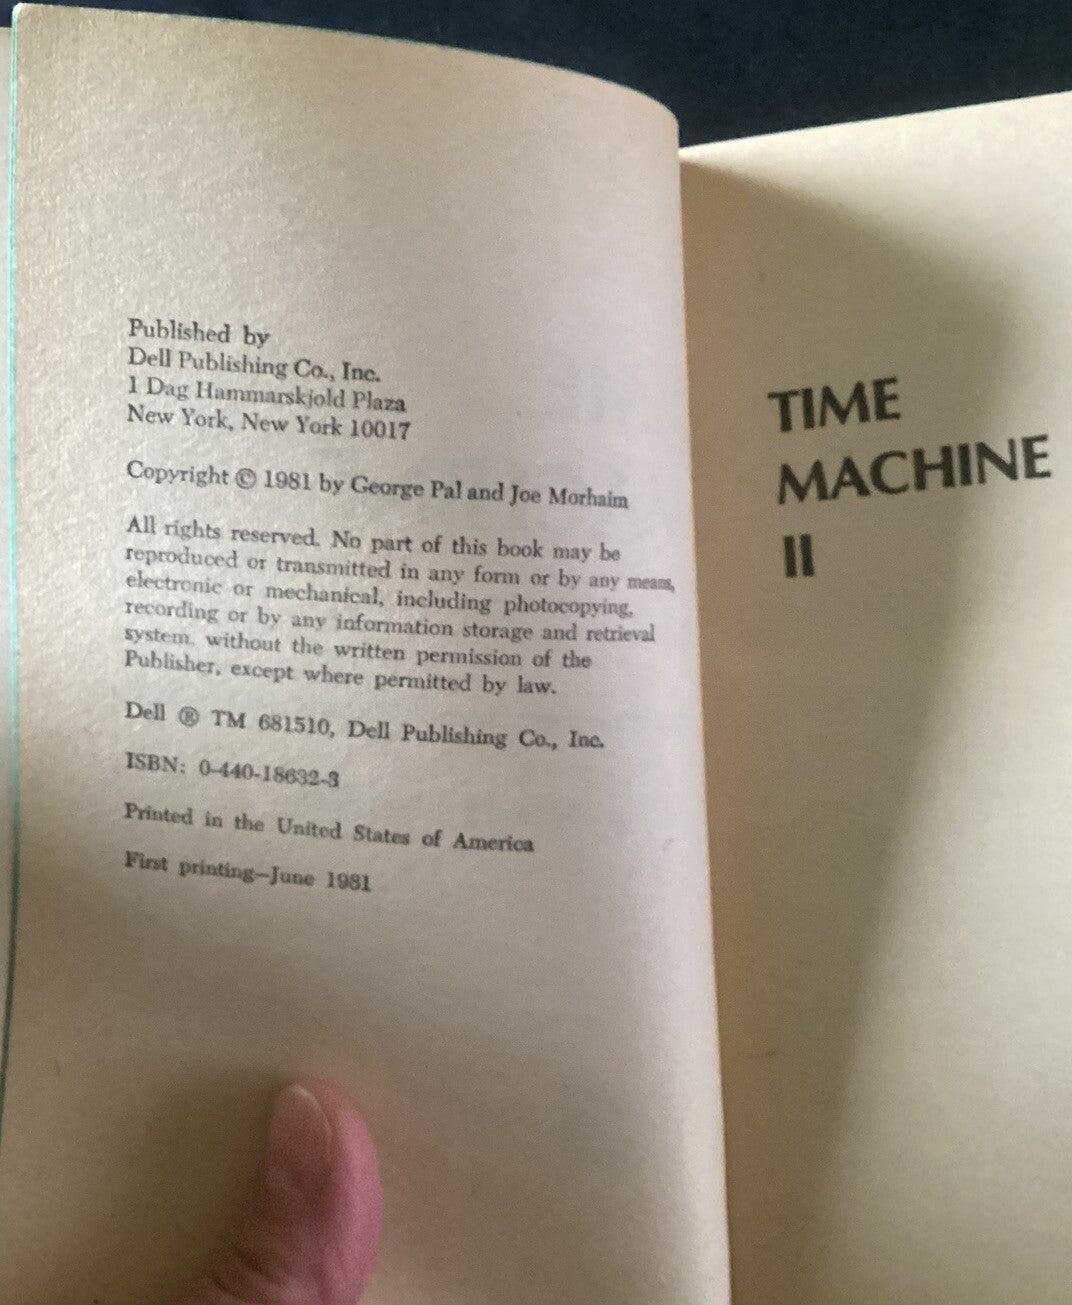 Published by
Dell Publishing Co., Inc.
1 Dag Hammarskjold Plaza
New York, New York 10017
Copyright © 1981 by George Pal and Joe Morhaim
All rights reserved. No part of this book may be
reproduced or transmitted in any form or by any means,
electronic or mechanical, including photocopying,
recording or by any information storage and retrieval
system, without the written permission of the
Publisher, except where permitted by law.
Dell ® TM 681510, Dell Publishing Co., Inc.
ISBN: 0-440-18632-3
Printed in the United States of America
First printing—June 1981
TIME
MACHINE
II